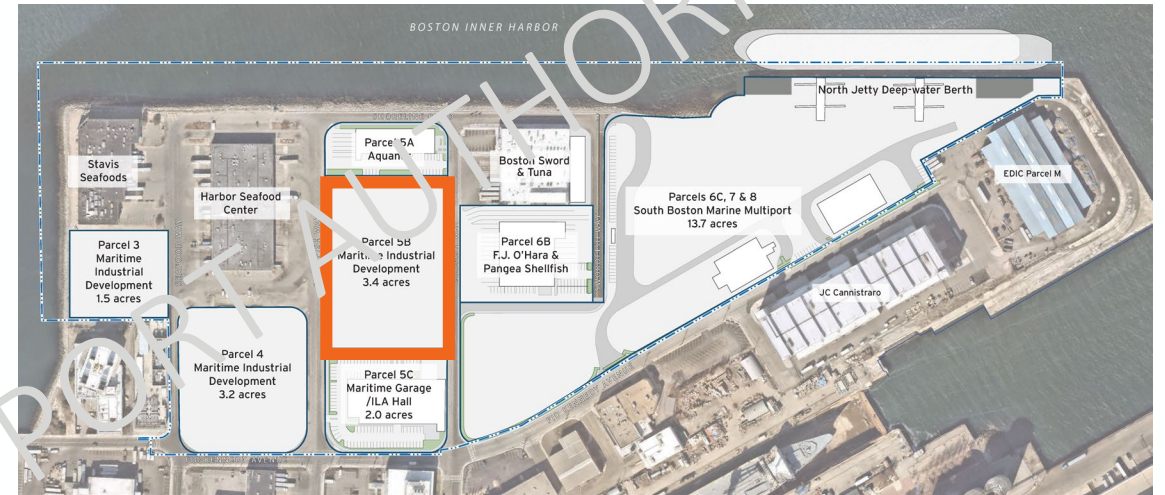 BOSTON INNER HARBOR
North Jetty Deep-water Berth
Parcel 5A
Aquanor
Stavis
Seafoods
Boston Sword
& Tuna
EDIC Parcel M
Harbor Seafood
Center
Parcels 6C, 7 & 8
South Boston Marine Multiport
13.7 acres
Parcel 3
Maritime
Industrial
Development
1.5 acres
Parcel 5B
Maritime Industrial
Development
3.4 acres
Parcel 6B
F.J. O'Hara &
Pangea Shellfish
JC Cannistraro
Parcel 4
Maritime Industrial
Development
3.2 acres
Parcel 5C
Maritime Garage
/ILA Hall
2.0 acres
PORT AUTHOR